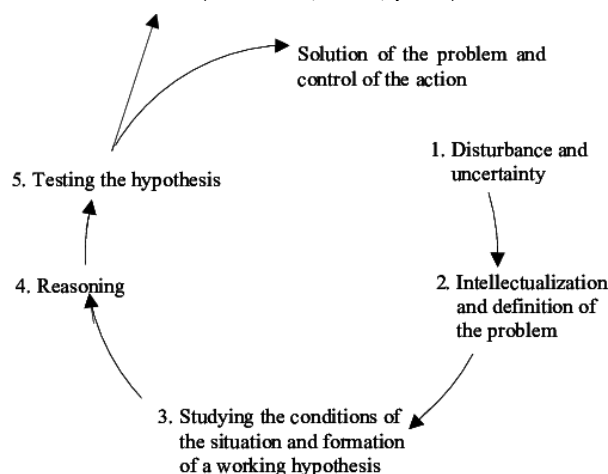 Solution of the problem and
control of the action
1. Disturbance and
uncertainty
5. Testing the hypothesis
2. Intellectualization
and definition of
the problem
4. Reasoning
3. Studying the conditions of
the situation and formation
of a working hypothesis